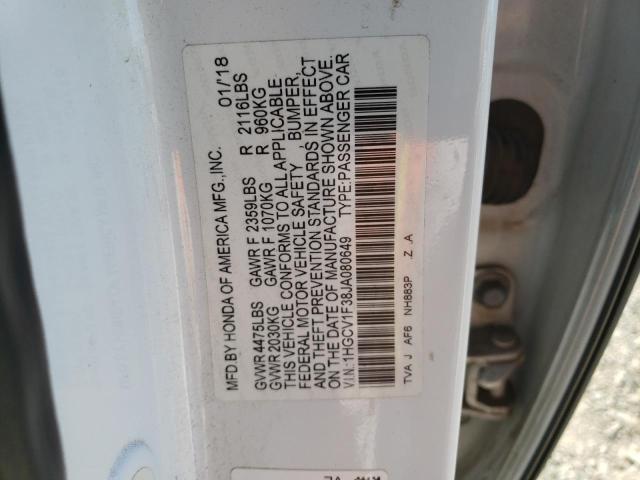 MFD.BY HONDA OF AMERICA MFG.,INC. 01/'18
GVWR 4475LBS GAWR F 2359LBS R 2116LBS
GVWR 2030KG GAWR F 1070KG R 960KG
THIS VEHICLE CONFORMS TO ALL APPLICABLE
FEDERAL MOTOR VEHICLE SAFETY , BUMPER,
AND THEFT PREVENTION STANDARDS IN EFFECT
ON THE DATE OF MANUFACTURE SHOWN ABOVE.
V.I.N.:1HGCV1F38JA080649 TYPE:PASSENGER CAR
TVA J AF6 NH883P Z .A